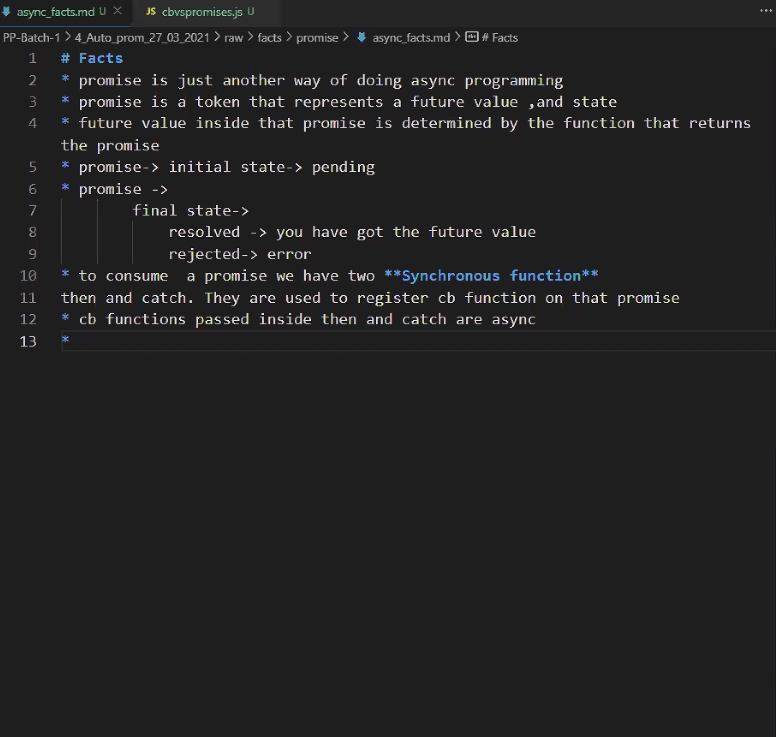 async_facts.md U
JS cbvspromises.js U
PP-Batch-1 > 4_Auto_prom_27_03_2021 > raw > facts > promise > async_facts.md > # Facts
1 # Facts
2 * promise is just another way of doing async programming
3 * promise is a token that represents a future value ,and state
4 * future value inside that promise is determined by the function that returns
the promise
5 * promise-> initial state-> pending
6 * promise ->
7 final state->
8 resolved -> you have got the future value
9 rejected-> error
10 * to consume  a promise we have two **Synchronous function**
11 then and catch. They are used to register cb function on that promise
12 * cb functions passed inside then and catch are async
13 *